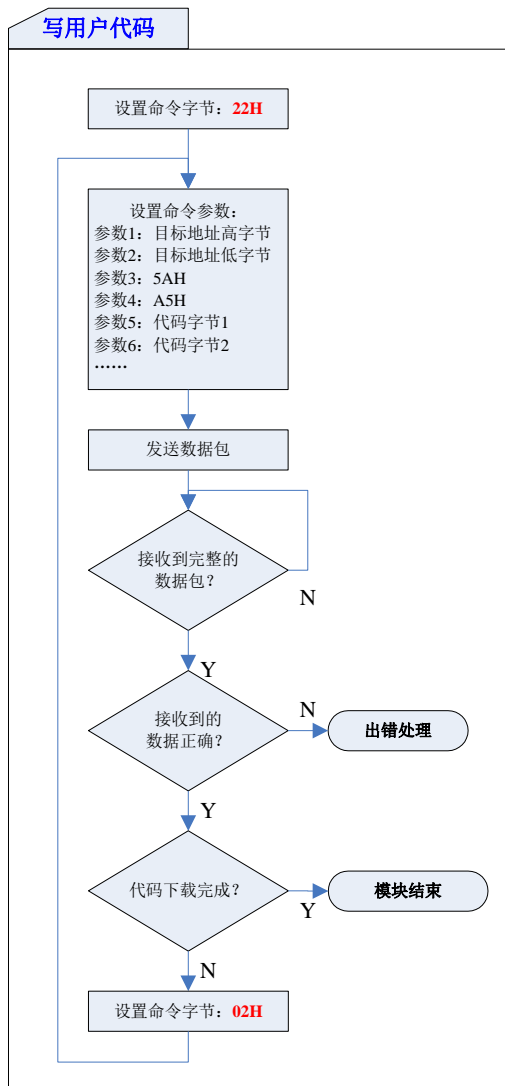 写用户代码
设置命令字节：22H
设置命令参数：
参数1：目标地址高字节
参数2：目标地址低字节
参数3：5AH
参数4：A5H
参数5：代码字节1
参数6：代码字节2
……
发送数据包
接收到完整的
数据包？
N
Y
接收到的
数据正确？
N
出错处理
Y
代码下载完成？
Y
模块结束
N
设置命令字节：02H